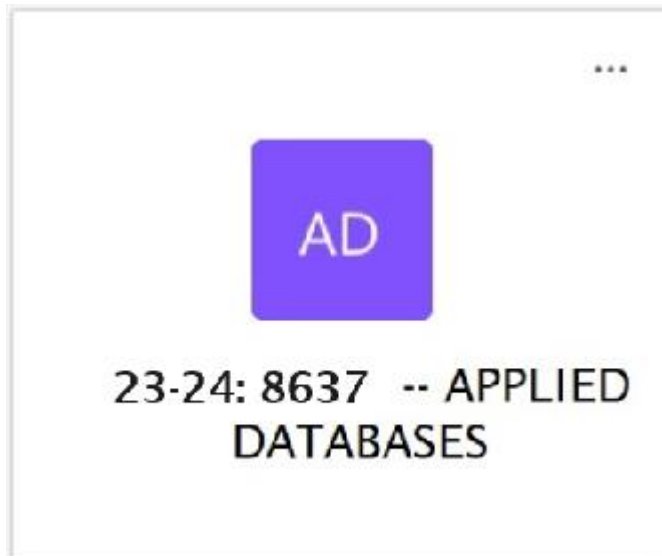 ...
AD
23-24: 8637 -- APPLIED
DATABASES